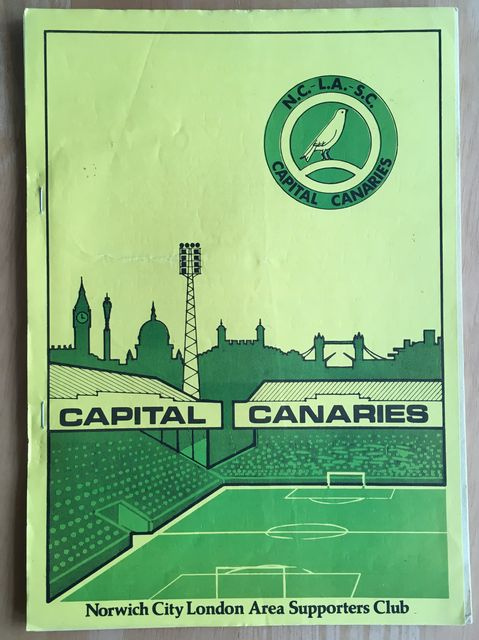 N.C.-L.A.-S.C.
CAPITAL CANARIES
CAPITAL CANARIES
Norwich City London Area Supporters Club